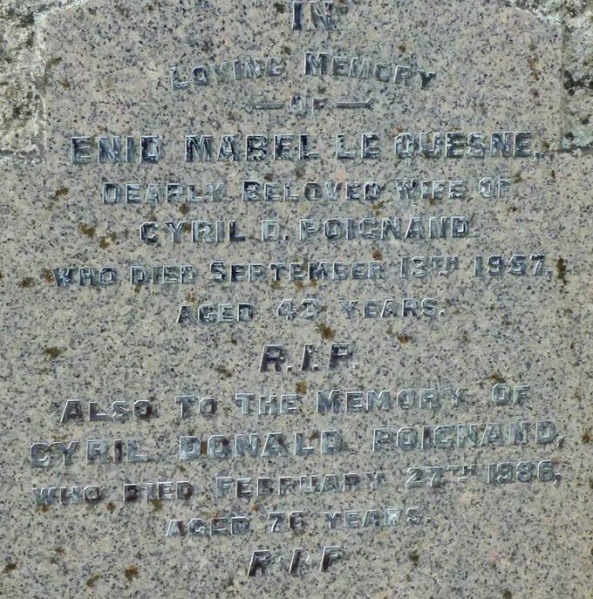 IN
LOVING MEMORY
OF
ENID MABEL LE QUESNE,
DEARLY BELOVED WIFE OF
CYRIL D. POIGNAND
WHO DIED SEPTEMBER 13TH 1957,
AGED YEARS.
R.I.P.
ALSO TO THE MEMORY OF
CYRIL DONALD POIGNAND,
WHO DIED FEBRUARY 27TH 1986,
AGED 76 YEARS.
R.I.P